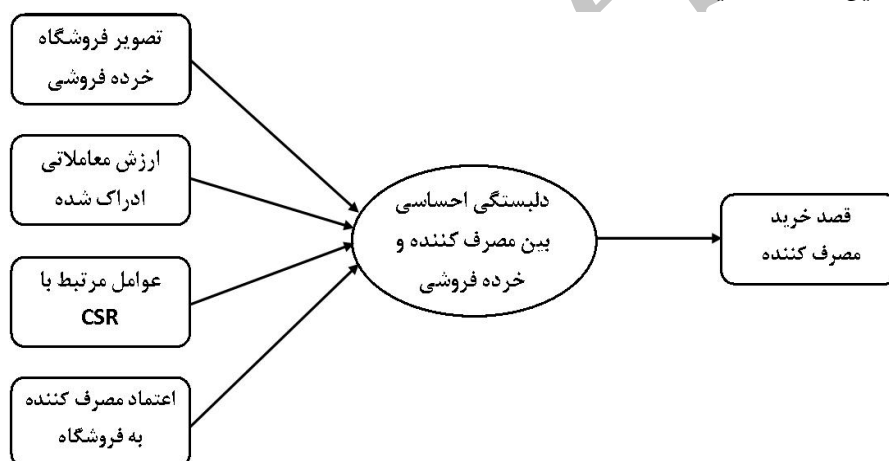 تصویر فروشگاه
خرده فروشی
ارزش معاملاتی
ادراک شده
عوامل مرتبط با
CSR
اعتماد مصرف کننده
به فروشگاه
دلبستگی احساسی
بین مصرف کننده و
خرده فروشی
قصد خرید
مصرف کننده